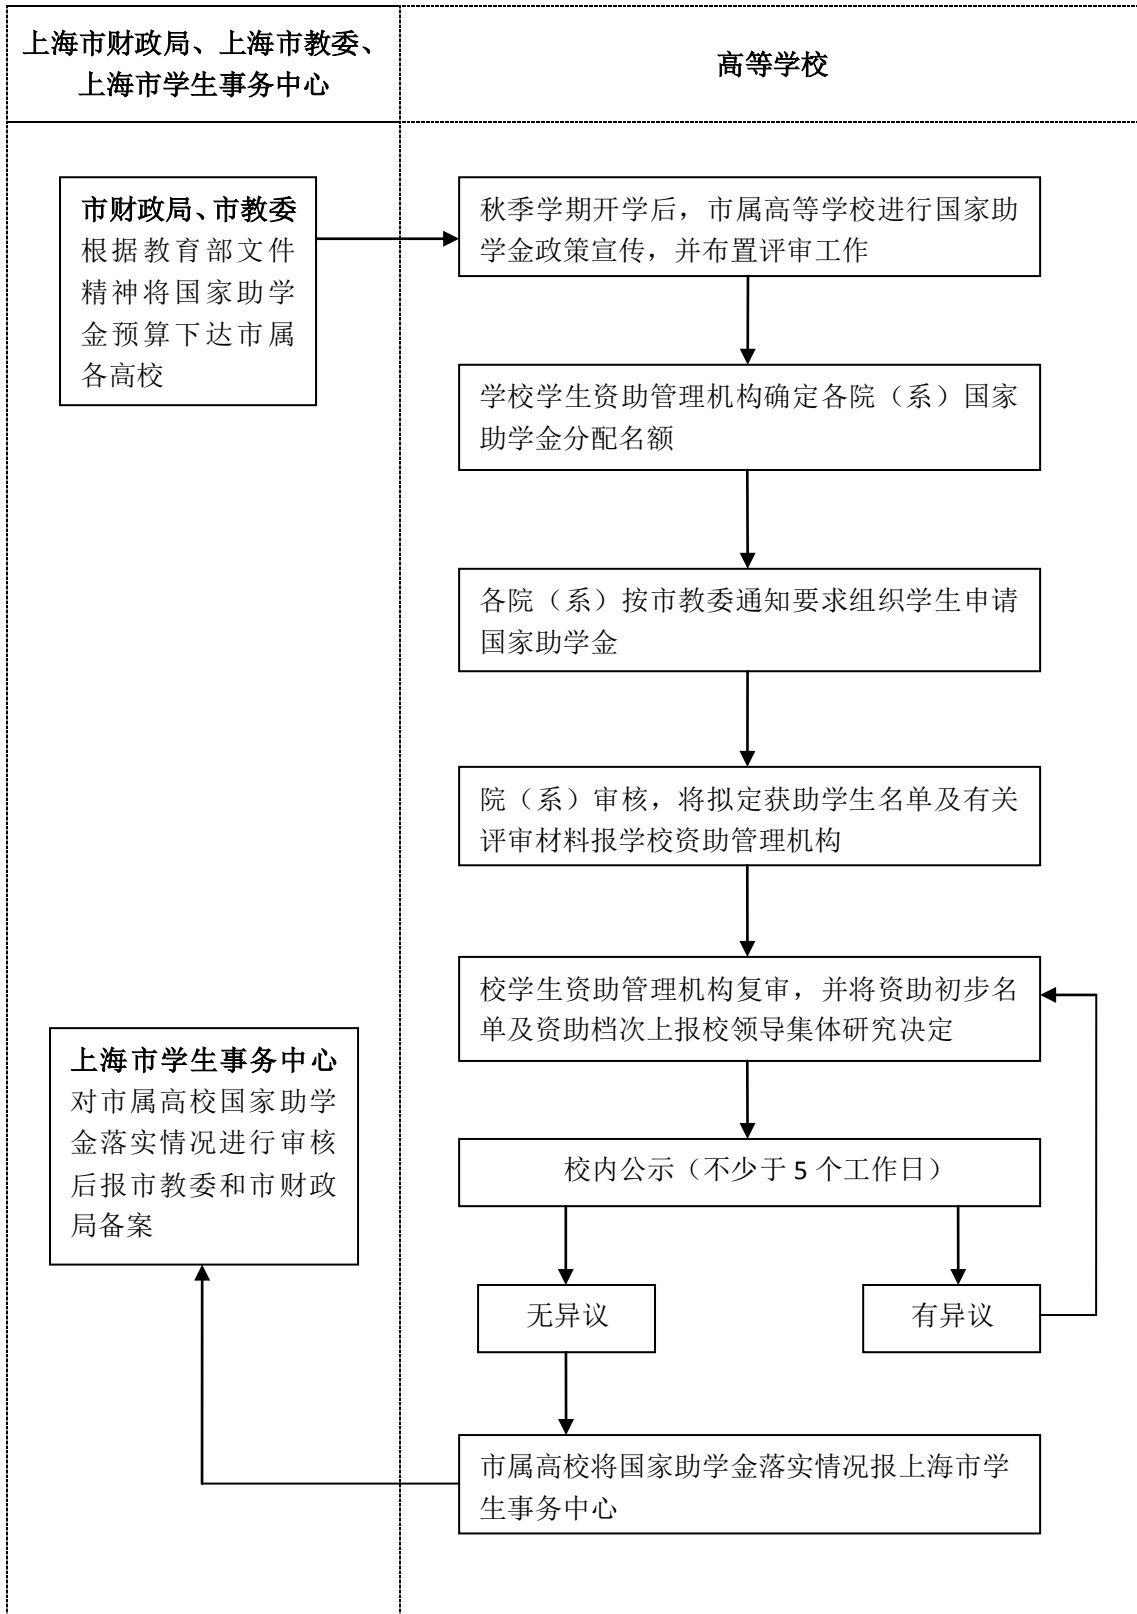 上海市财政局、上海市教委、
上海市学生事务中心
高等学校
市财政局、市教委
根据教育部文件
精神将国家助学
金预算下达市属
各高校
秋季学期开学后，市属高等学校进行国家助
学金政策宣传，并布置评审工作
学校学生资助管理机构确定各院（系）国家
助学金分配名额
各院（系）按市教委通知要求组织学生申请
国家助学金
院（系）审核，将拟定获助学生名单及有关
评审材料报学校资助管理机构
校学生资助管理机构复审，并将资助初步名
单及资助档次上报校领导集体研究决定
校内公示（不少于 5 个工作日）
无异议
有异议
市属高校将国家助学金落实情况报上海市学
生事务中心
上海市学生事务中心
对市属高校国家助学
金落实情况进行审核
后报市教委和市财政
局备案